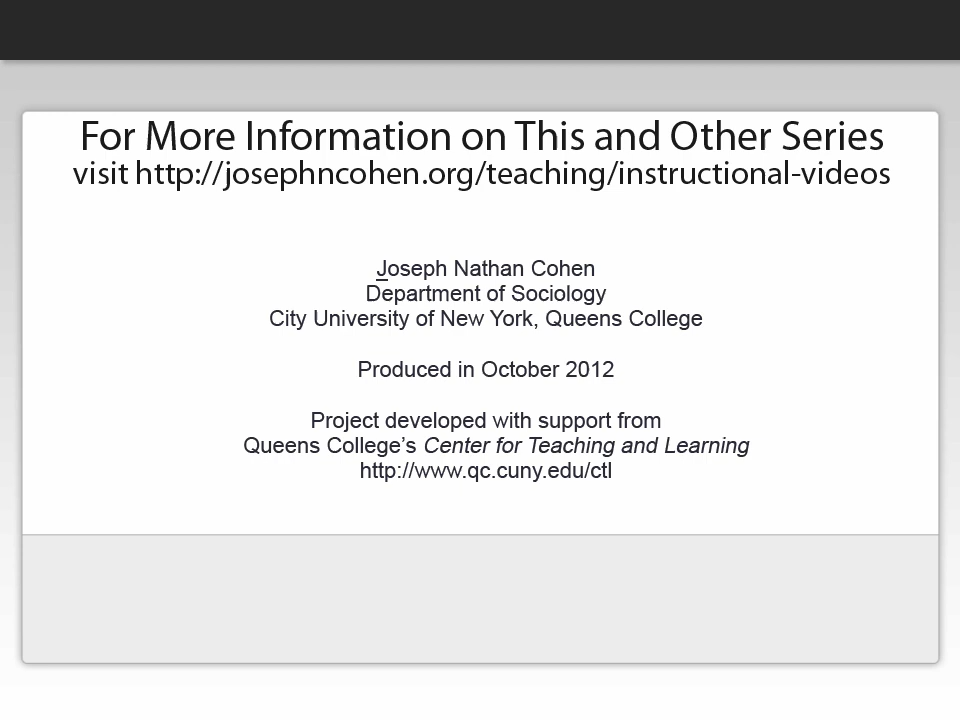 For More Information on This and Other Series
visit http://josephncohen.org/teaching/instructional-videos
Joseph Nathan Cohen
Department of Sociology
City University of New York, Queens College
Produced in October 2012
Project developed with support from
Queens College’s Center for Teaching and Learning
http://www.qc.cuny.edu/ctl